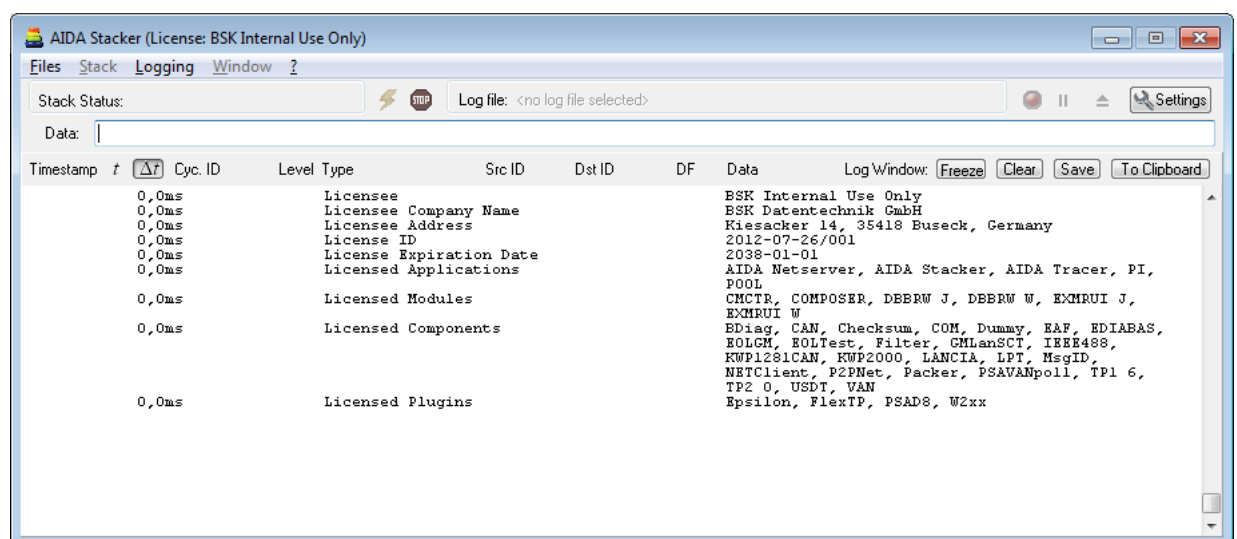 AIDA Stacker (License: BSK Internal Use Only)
Files Stack Logging Window ?
Stack Status: STOP Log file: <no log file selected> Settings
Data:
Timestamp t Δt Cyc. ID Level Type Src ID Dst ID DF Data Log Window: Freeze Clear Save To Clipboard
0,0ms Licensee BSK Internal Use Only
0,0ms Licensee Company Name BSK Datentechnik GmbH
0,0ms Licensee Address Kiesacker 14, 35418 Buseck, Germany
0,0ms License ID 2012-07-26/001
0,0ms License Expiration Date 2038-01-01
0,0ms Licensed Applications AIDA Netserver, AIDA Stacker, AIDA Tracer, PI,
POOL
0,0ms Licensed Modules CMCTR, COMPOSER, DBBRW J, DBBRW W, EXMRUI J,
EXMRUI W
0,0ms Licensed Components BDiag, CAN, Checksum, COM, Dummy, EAF, EDIABAS,
EOLGM, EOLTest, Filter, GMLanSCT, IEEE488,
KWP1281CAN, KWP2000, LANCIA, LPT, MsgID,
NETClient, P2PNet, Packer, PSAVANpoll, TP1 6,
TP2 0, USDT, VAN
0,0ms Licensed Plugins Epsilon, FlexTP, PSAD8, W2xx